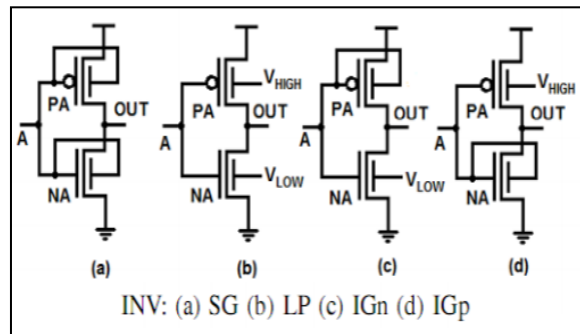 PA OUT
A
NA
(a)
V_HIGH
PA OUT
A
NA V_LOW
(b)
PA OUT
A
NA V_LOW
(c)
V_HIGH
PA OUT
A
NA
(d)
INV: (a) SG (b) LP (c) IGn (d) IGp